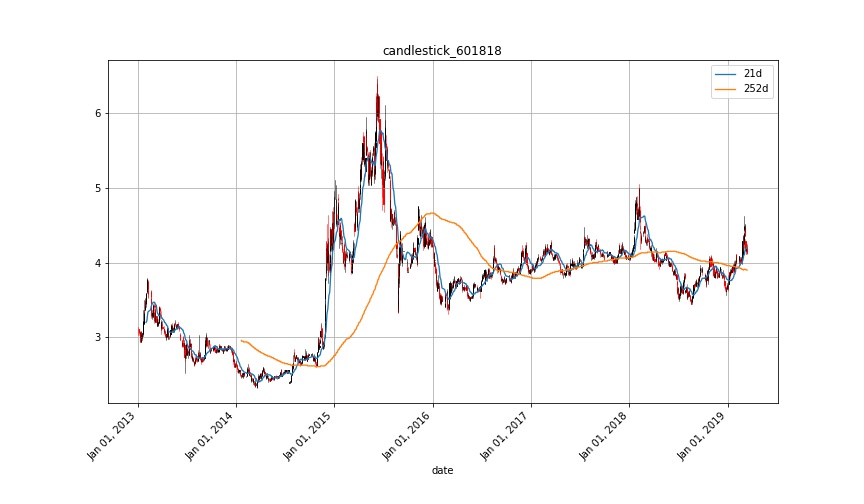 candlestick_601818
21d
252d
6
5
4
3
Jan 01, 2013
Jan 01, 2014
Jan 01, 2015
Jan 01, 2016
Jan 01, 2017
Jan 01, 2018
Jan 01, 2019
date